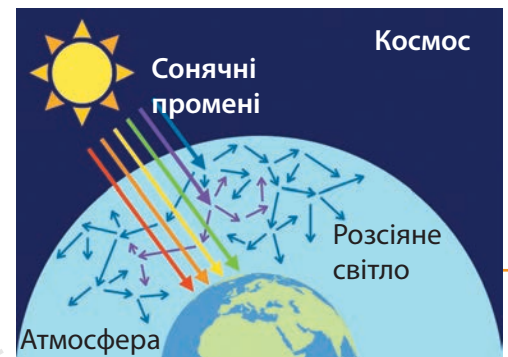 Космос
Сонячні
промені
Розсіяне
світло
Атмосфера